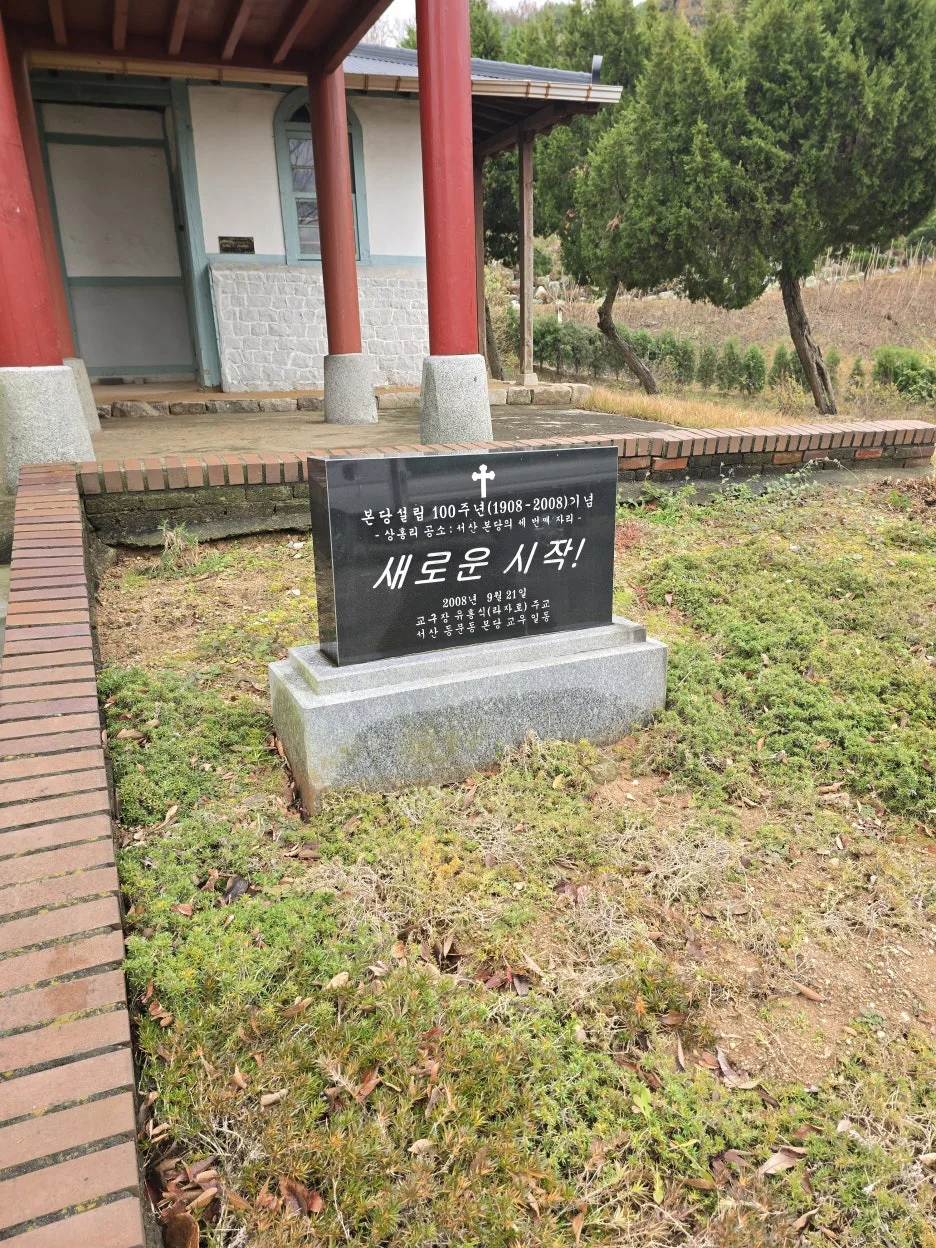 본당설립 100주년(1908-2008)기념
- 상홍리 공소 : 서산 본당의 세 번째 자리 -
새로운 시작!
2008년 9월 21일
교구장 유흥식(라자로) 주교
서산 동문동 본당 교우 일동